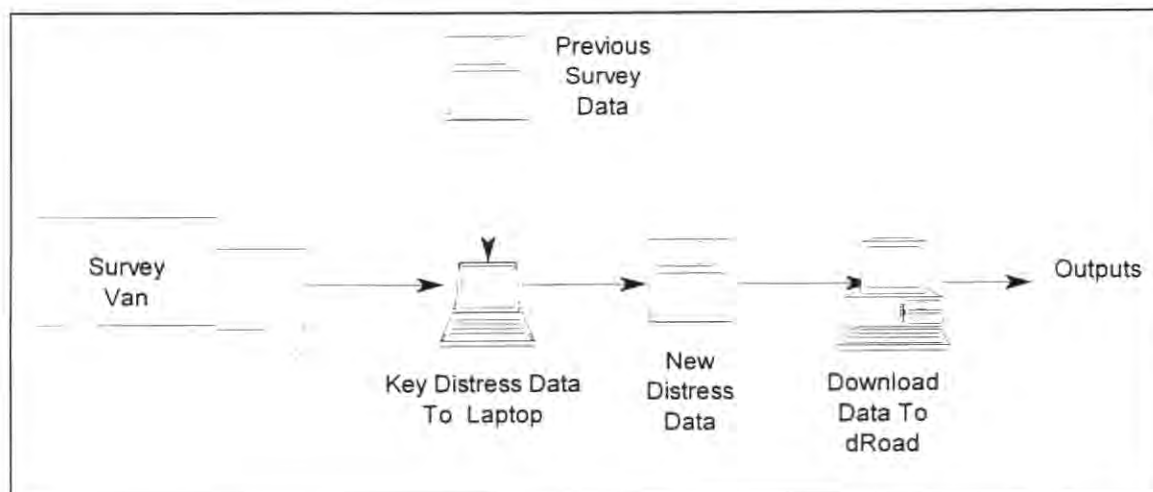 Previous
Survey
Data
Survey
Van
Outputs
Key Distress Data
To Laptop
New
Distress
Data
Download
Data To
dRoad